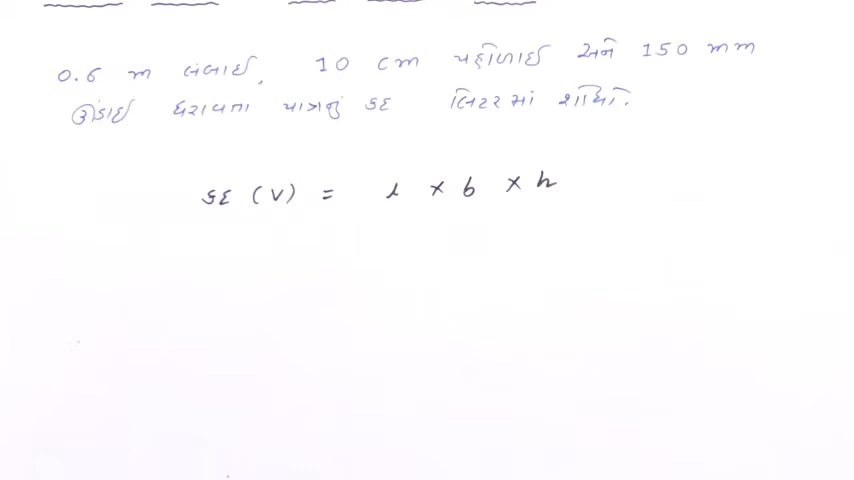 0.6 m લંબાઈ, 10 cm પહોળાઈ અને 150 mm
ઊંડાઈ ધરાવતા પાત્રનું કદ લિટરમાં શોધો.
કદ (V) = l × b × h